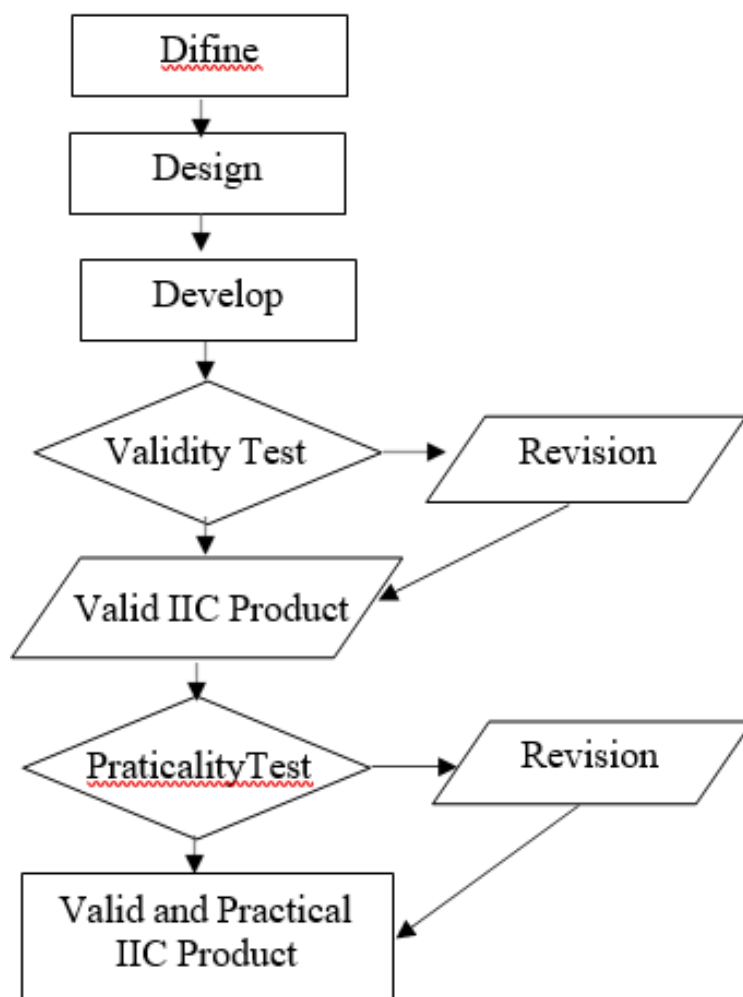 Difine
Design
Develop
Validity Test
Revision
Valid IIC Product
PraticalityTest
Revision
Valid and Practical
IIC Product